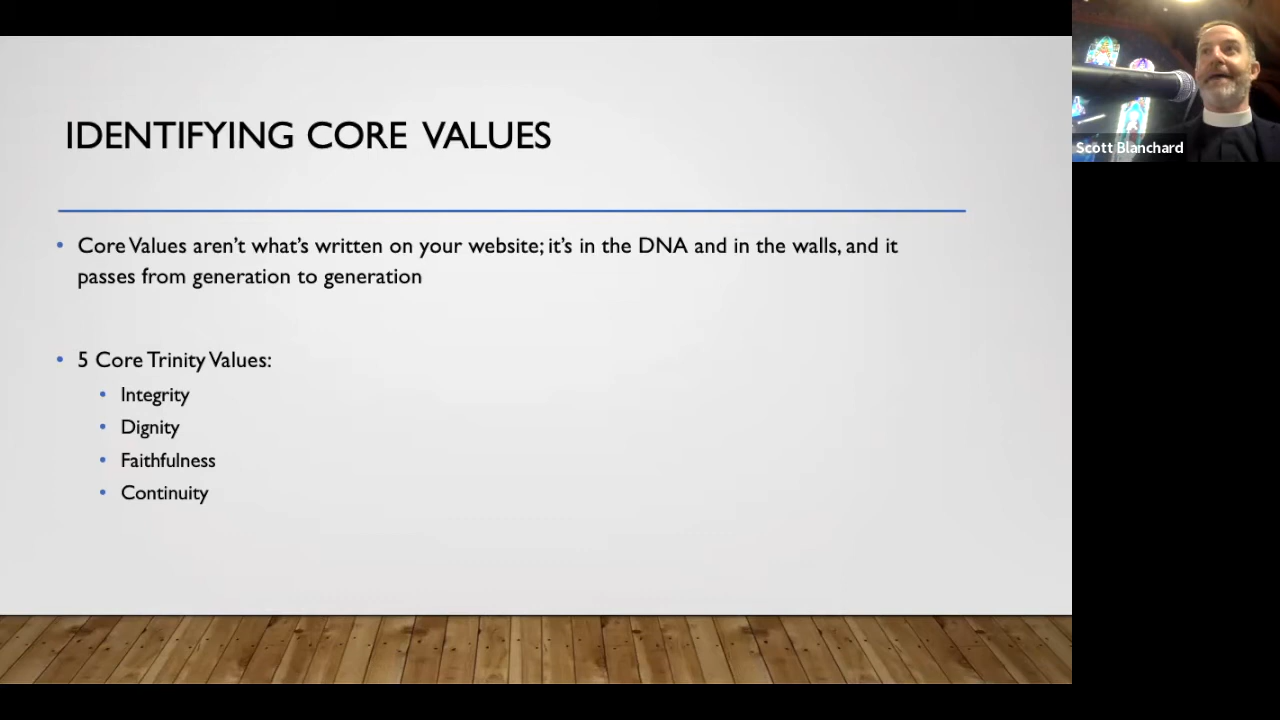 IDENTIFYING CORE VALUES
• Core Values aren't what's written on your website; it's in the DNA and in the walls, and it
passes from generation to generation
• 5 Core Trinity Values:
• Integrity
• Dignity
• Faithfulness
• Continuity
Scott Blanchard